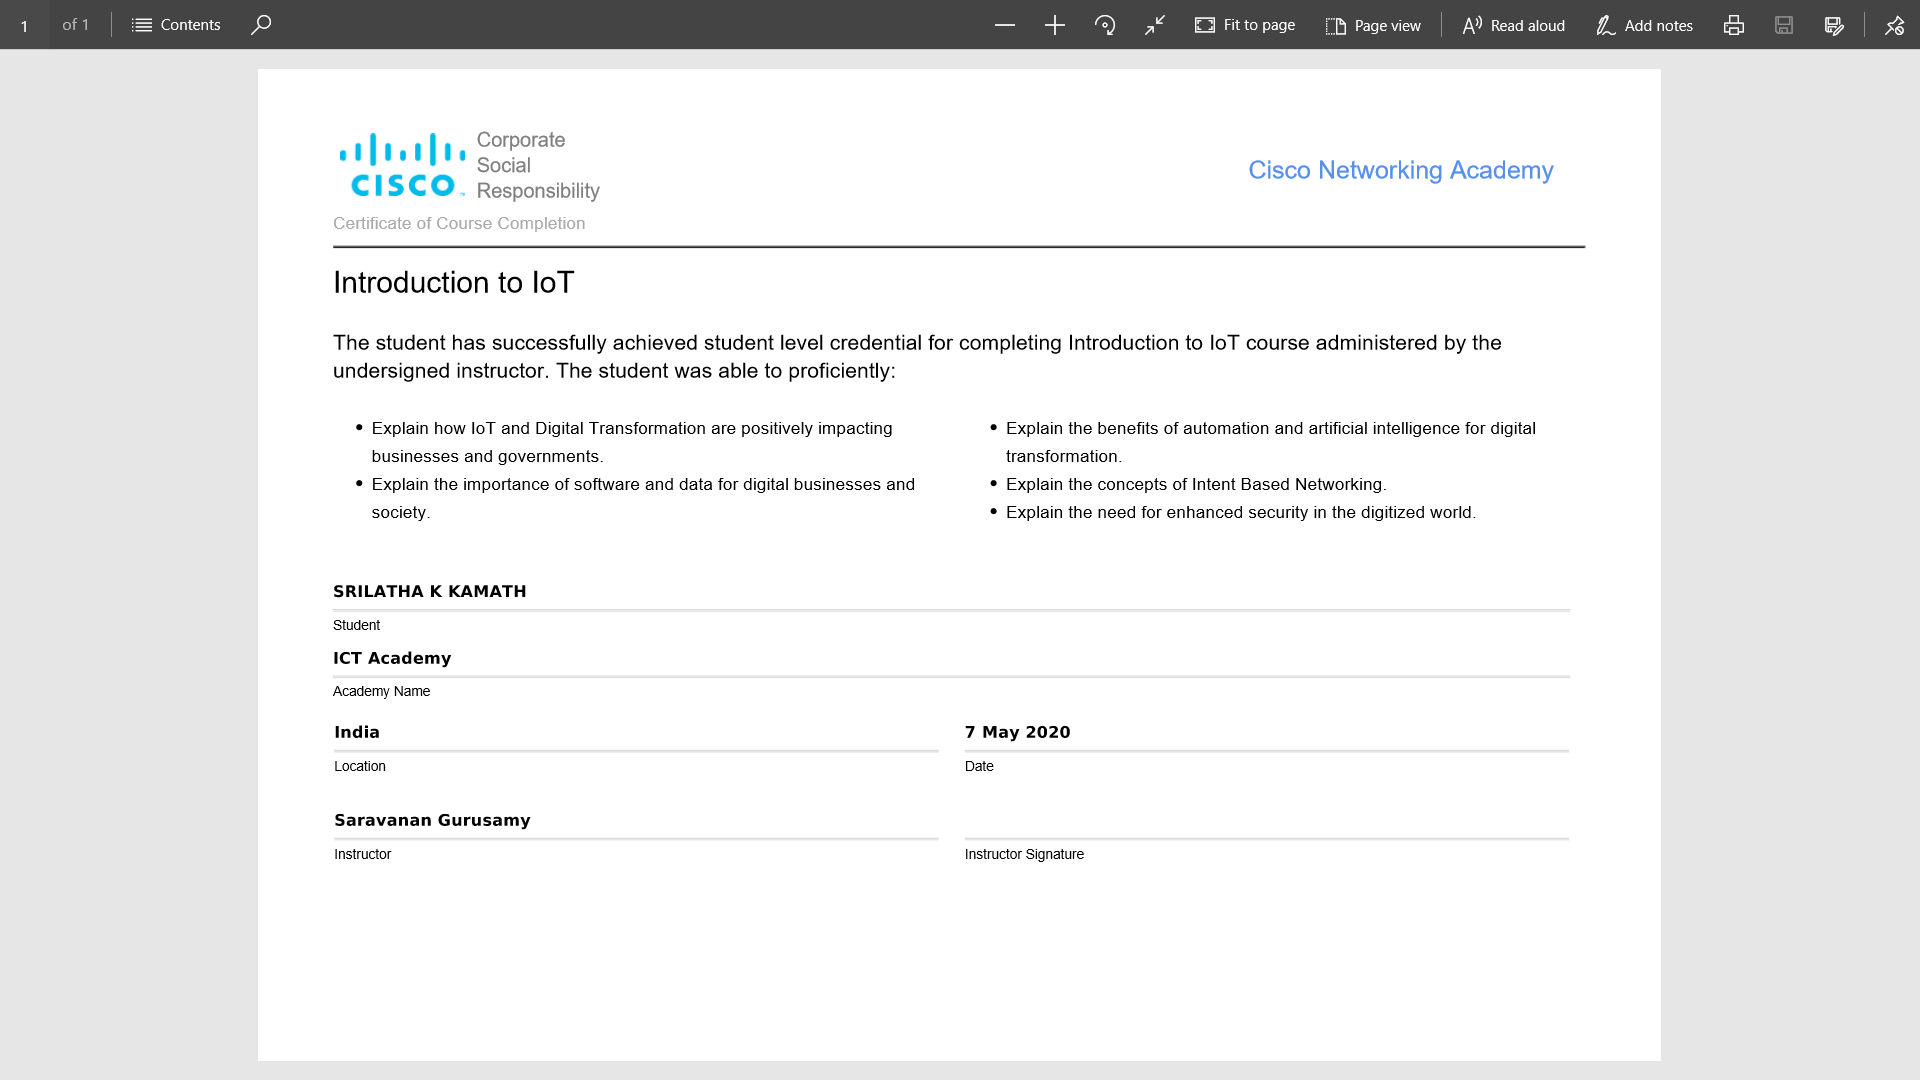 1 of 1 Contents Fit to page Page view Read aloud Add notes
CISCO
Corporate
Social
Responsibility
Cisco Networking Academy
Certificate of Course Completion
Introduction to IoT
The student has successfully achieved student level credential for completing Introduction to IoT course administered by the
undersigned instructor. The student was able to proficiently:
• Explain how IoT and Digital Transformation are positively impacting
businesses and governments.
• Explain the importance of software and data for digital businesses and
society.
• Explain the benefits of automation and artificial intelligence for digital
transformation.
• Explain the concepts of Intent Based Networking.
• Explain the need for enhanced security in the digitized world.
SRILATHA K KAMATH
Student
ICT Academy
Academy Name
India
Location
7 May 2020
Date
Saravanan Gurusamy
Instructor
Instructor Signature